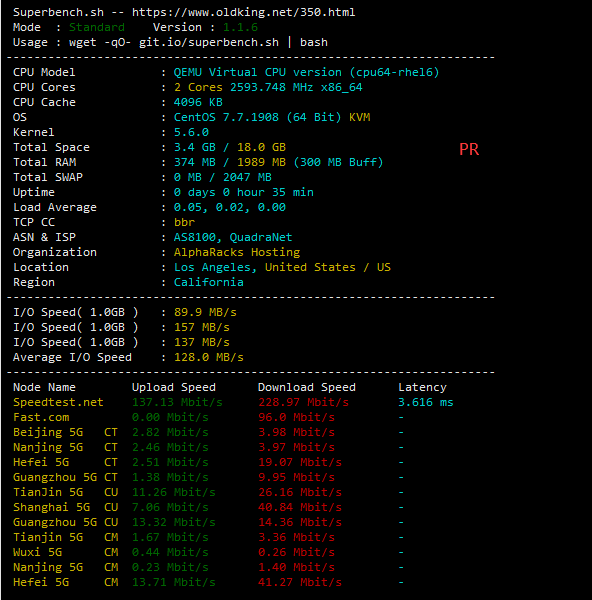 Superbench.sh -- https://www.oldking.net/350.html
Mode : Standard Version : 1.1.6
Usage : wget -qO- git.io/superbench.sh | bash
----------------------------------------------------------------------
CPU Model : QEMU Virtual CPU version (cpu64-rhel6)
CPU Cores : 2 Cores 2593.748 MHz x86_64
CPU Cache : 4096 KB
OS : CentOS 7.7.1908 (64 Bit) KVM
Kernel : 5.6.0
Total Space : 3.4 GB / 18.0 GB
PR
Total RAM : 374 MB / 1989 MB (300 MB Buff)
Total SWAP : 0 MB / 2047 MB
Uptime : 0 days 0 hour 35 min
Load Average : 0.05, 0.02, 0.00
TCP CC : bbr
ASN & ISP : AS8100, QuadraNet
Organization : AlphaRacks Hosting
Location : Los Angeles, United States / US
Region : California
----------------------------------------------------------------------
I/O Speed( 1.0GB ) : 89.9 MB/s
I/O Speed( 1.0GB ) : 157 MB/s
I/O Speed( 1.0GB ) : 137 MB/s
Average I/O Speed : 128.0 MB/s
----------------------------------------------------------------------
Node Name Upload Speed Download Speed Latency
Speedtest.net 137.13 Mbit/s 228.97 Mbit/s 3.616 ms
Fast.com 0.00 Mbit/s 96.0 Mbit/s -
Beijing 5G CT 2.82 Mbit/s 3.98 Mbit/s -
Nanjing 5G CT 2.46 Mbit/s 3.97 Mbit/s -
Hefei 5G CT 2.51 Mbit/s 19.07 Mbit/s -
Guangzhou 5G CT 1.38 Mbit/s 9.95 Mbit/s -
TianJin 5G CU 11.26 Mbit/s 26.16 Mbit/s -
Shanghai 5G CU 7.06 Mbit/s 40.84 Mbit/s -
Guangzhou 5G CU 13.32 Mbit/s 14.36 Mbit/s -
Tianjin 5G CM 1.67 Mbit/s 3.36 Mbit/s -
Wuxi 5G CM 0.44 Mbit/s 0.26 Mbit/s -
Nanjing 5G CM 0.23 Mbit/s 1.40 Mbit/s -
Hefei 5G CM 13.71 Mbit/s 41.27 Mbit/s -